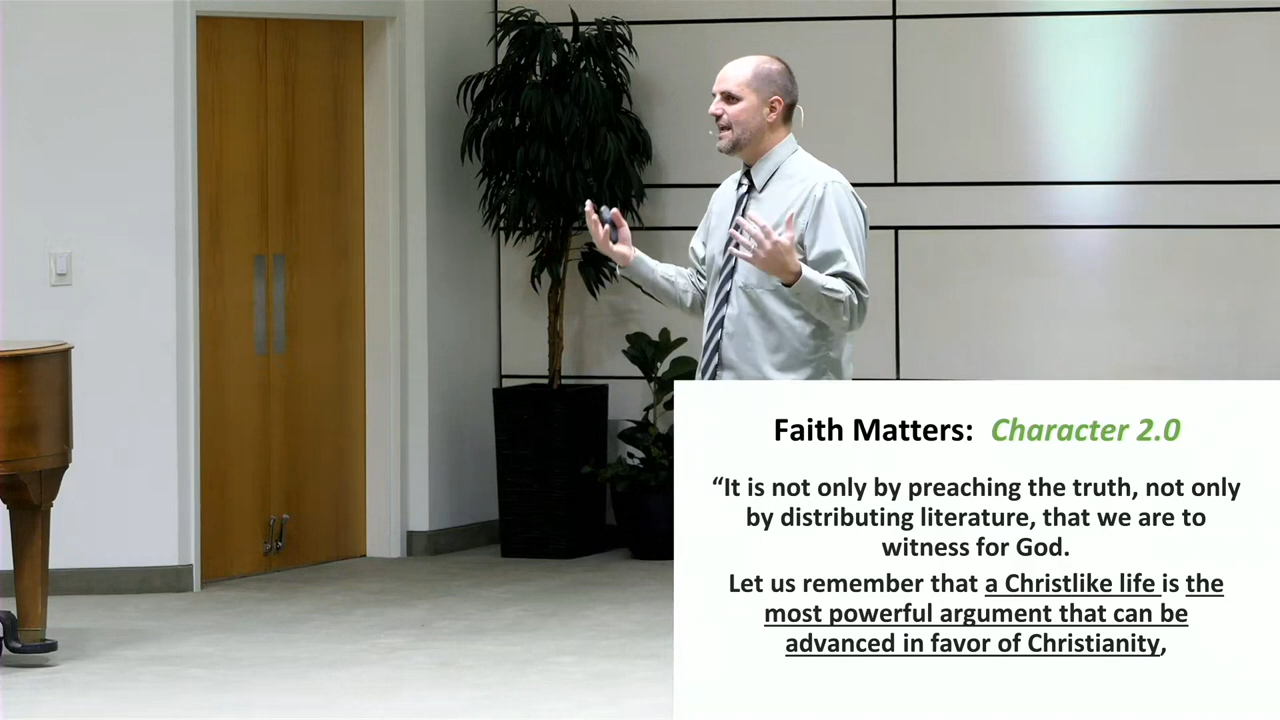 Faith Matters: Character 2.0
“It is not only by preaching the truth, not only
by distributing literature, that we are to
witness for God.
Let us remember that a Christlike life is the
most powerful argument that can be
advanced in favor of Christianity,